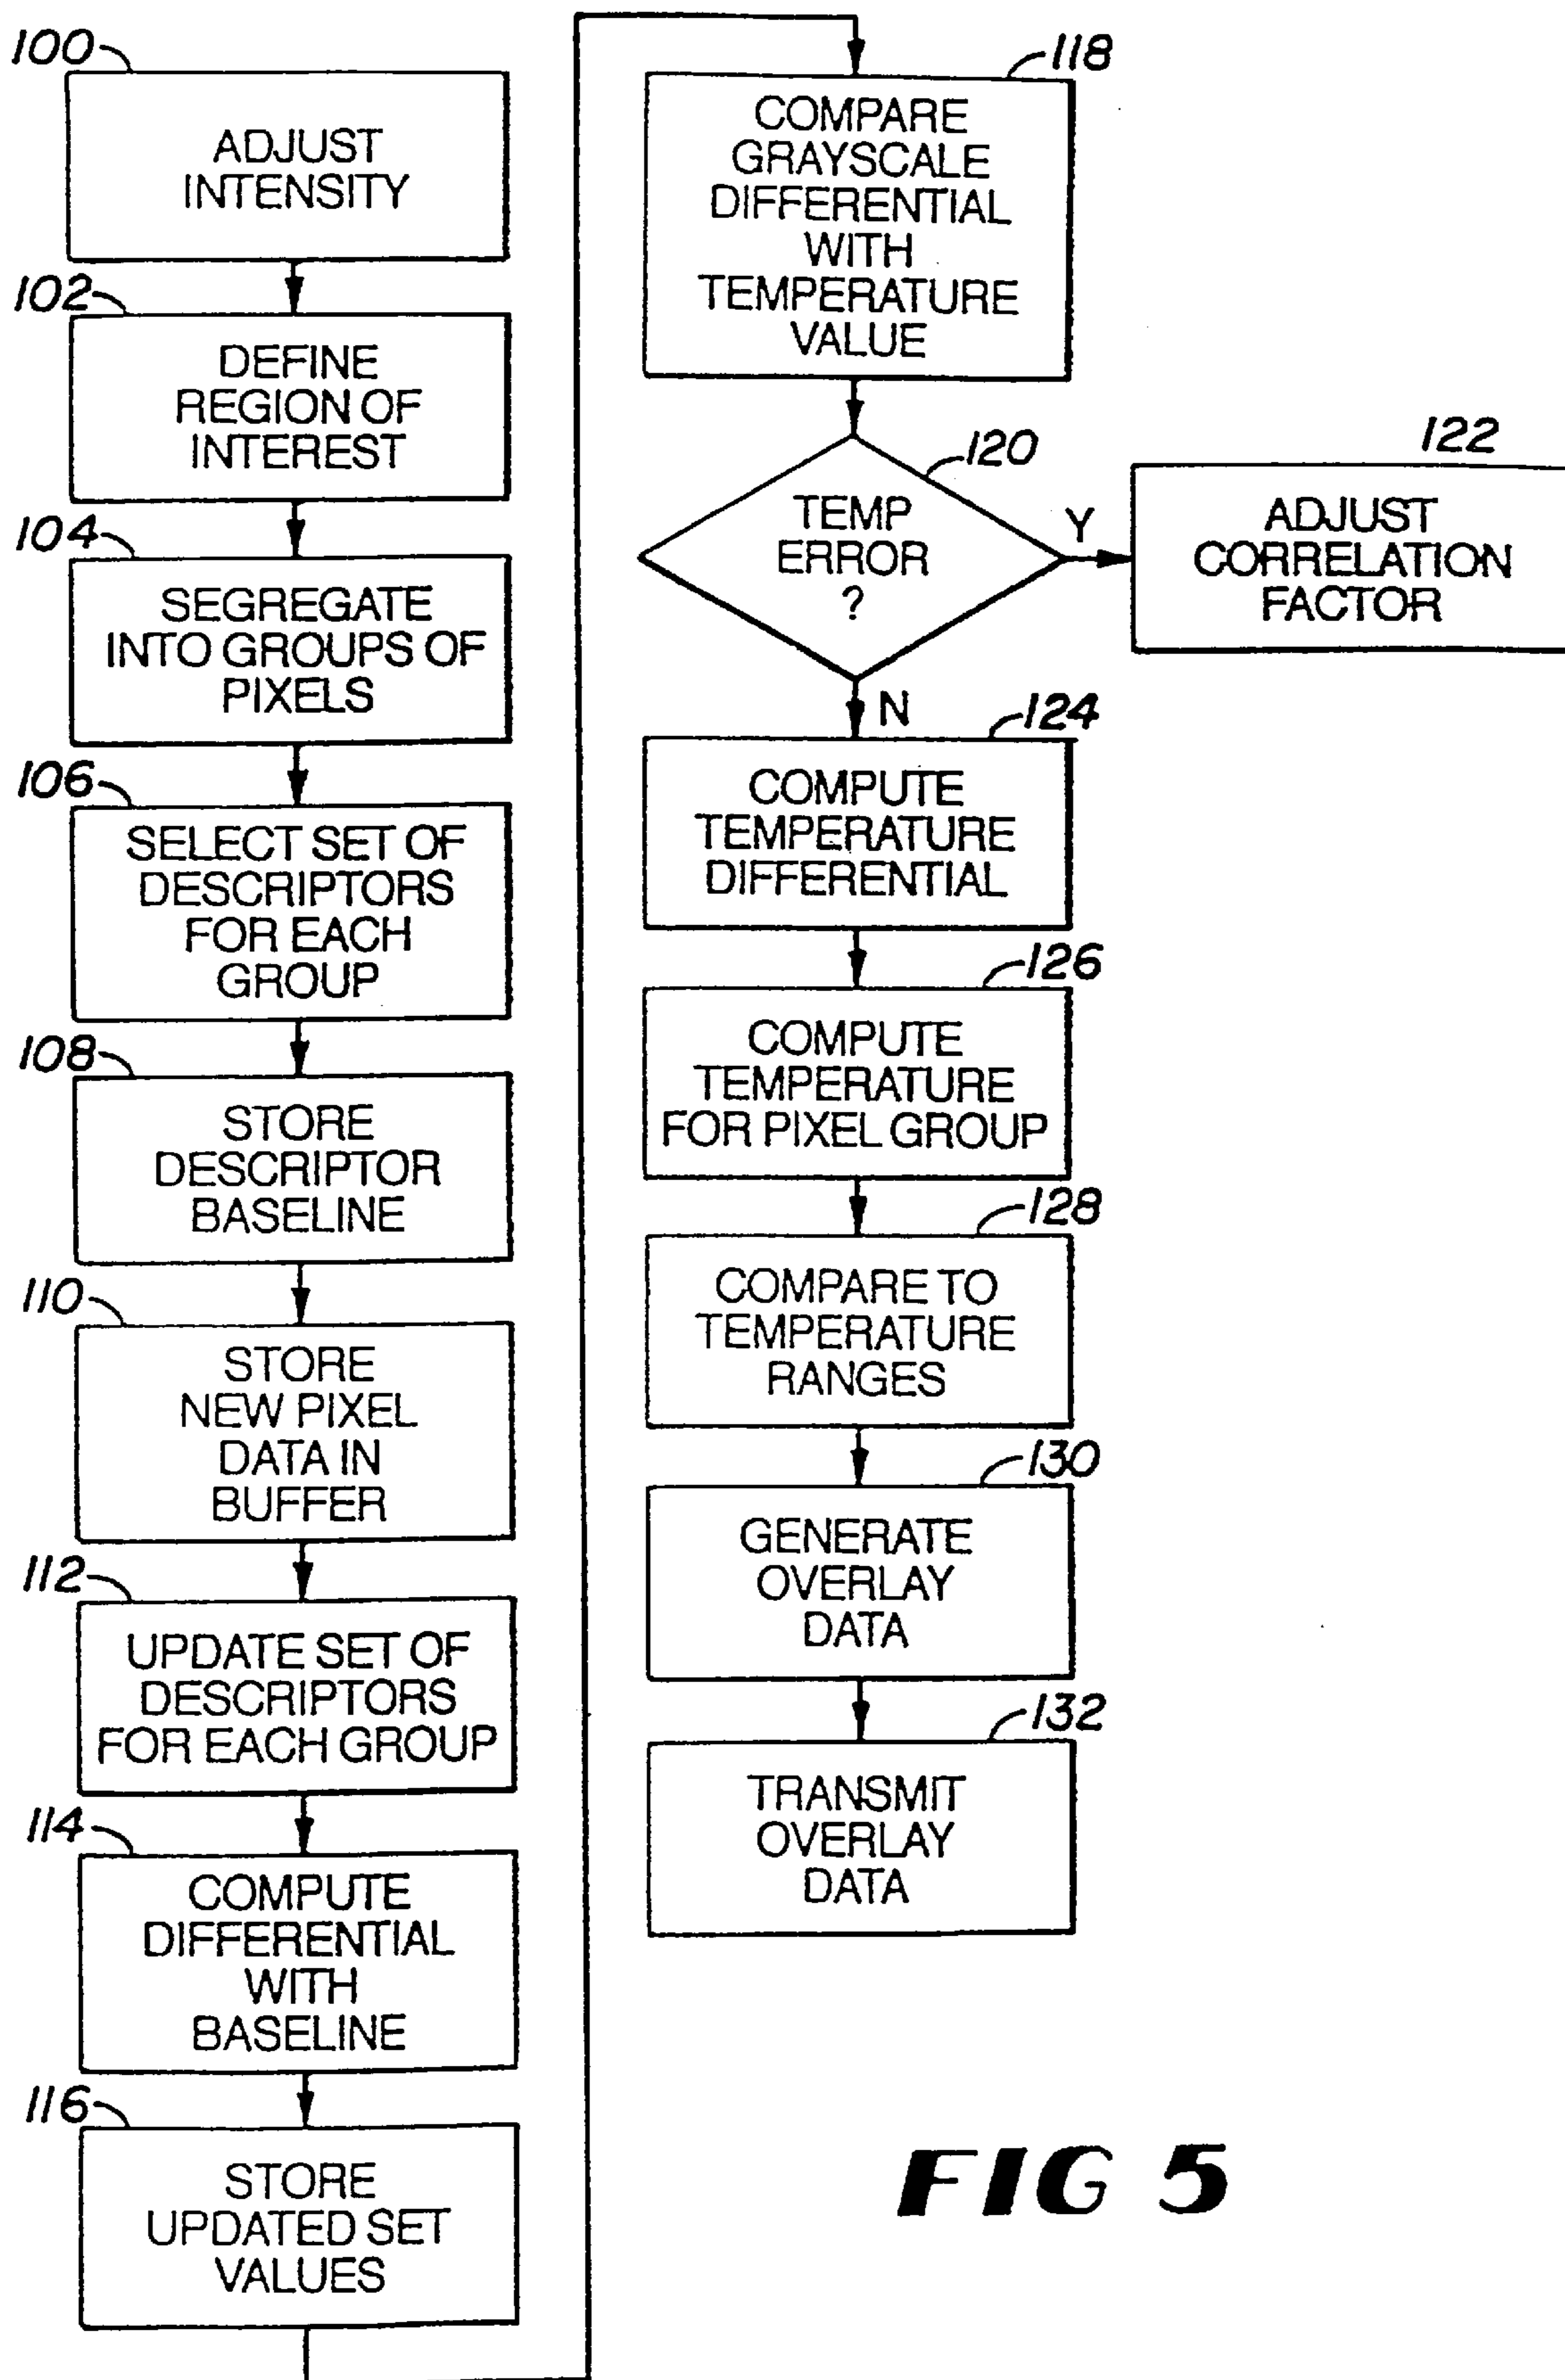 100
ADJUST
INTENSITY
102
DEFINE
REGION OF
INTEREST
104
SEGREGATE
INTO GROUPS OF
PIXELS
106
SELECT SET OF
DESCRIPTORS
FOR EACH
GROUP
108
STORE
DESCRIPTOR
BASELINE
110
STORE
NEW PIXEL
DATA IN
BUFFER
112
UPDATE SET OF
DESCRIPTORS
FOR EACH GROUP
114
COMPUTE
DIFFERENTIAL
WITH
BASELINE
116
STORE
UPDATED SET
VALUES
118
COMPARE
GRAYSCALE
DIFFERENTIAL
WITH
TEMPERATURE
VALUE
120
TEMP
ERROR
?
Y
122
ADJUST
CORRELATION
FACTOR
N
124
COMPUTE
TEMPERATURE
DIFFERENTIAL
126
COMPUTE
TEMPERATURE
FOR PIXEL GROUP
128
COMPARE TO
TEMPERATURE
RANGES
130
GENERATE
OVERLAY
DATA
132
TRANSMIT
OVERLAY
DATA
FIG 5